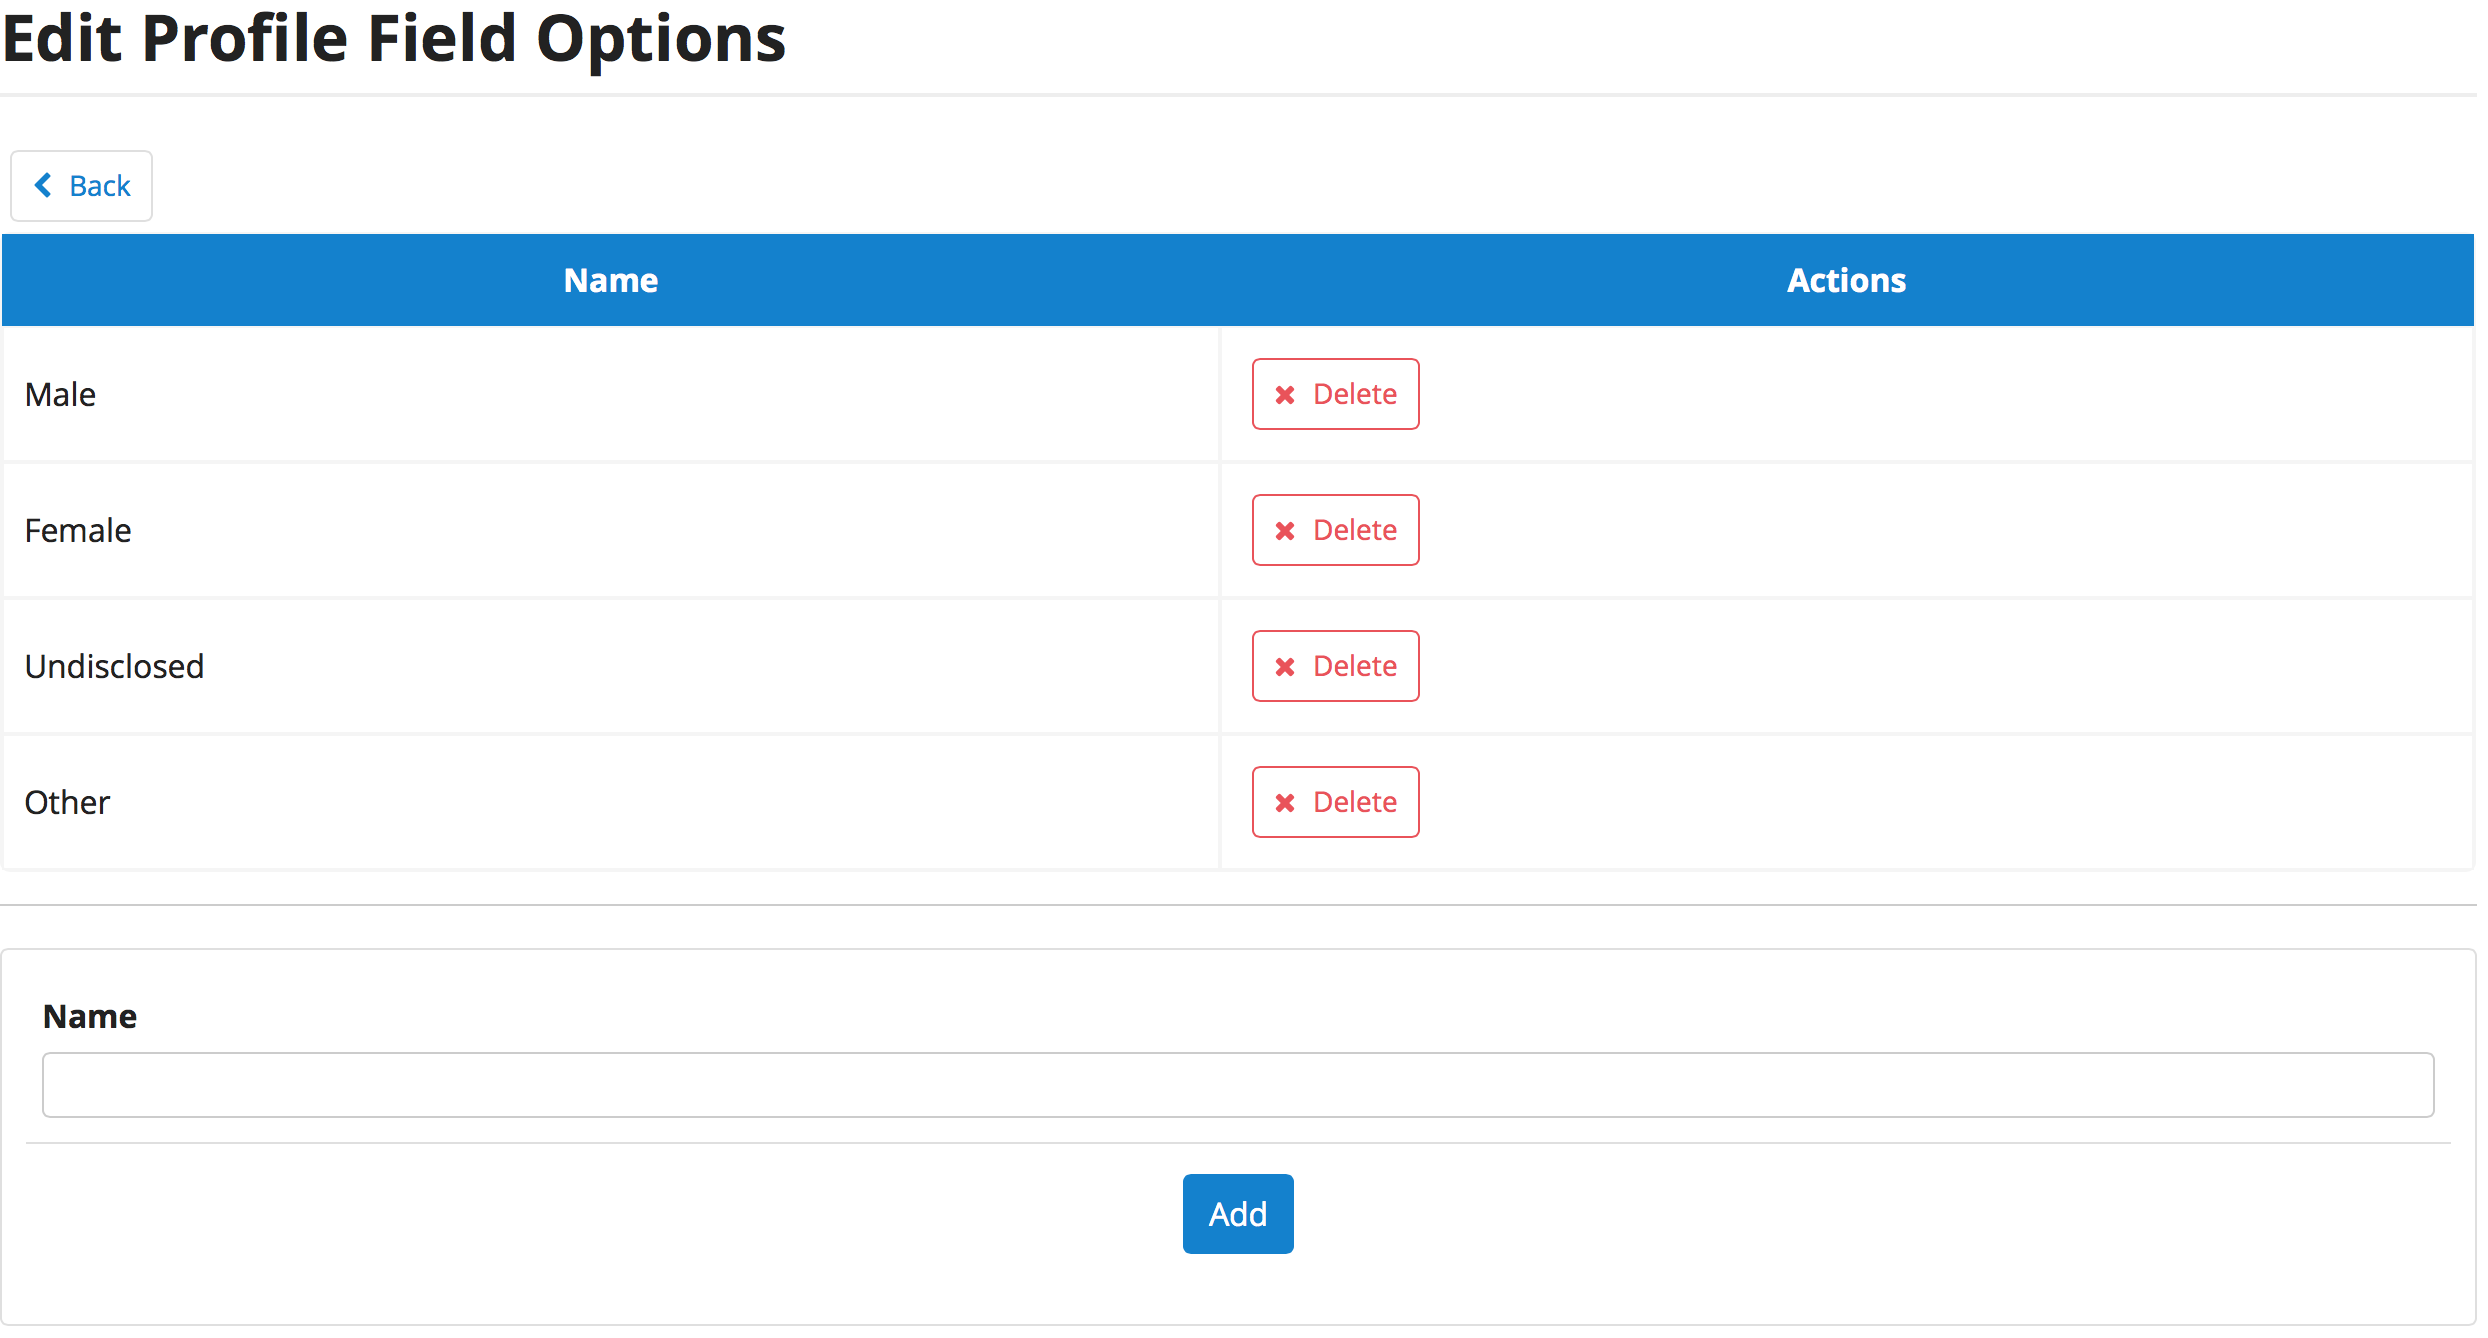 Edit Profile Field Options
Back
Name Actions
Male Delete
Female Delete
Undisclosed Delete
Other Delete
Name
Add